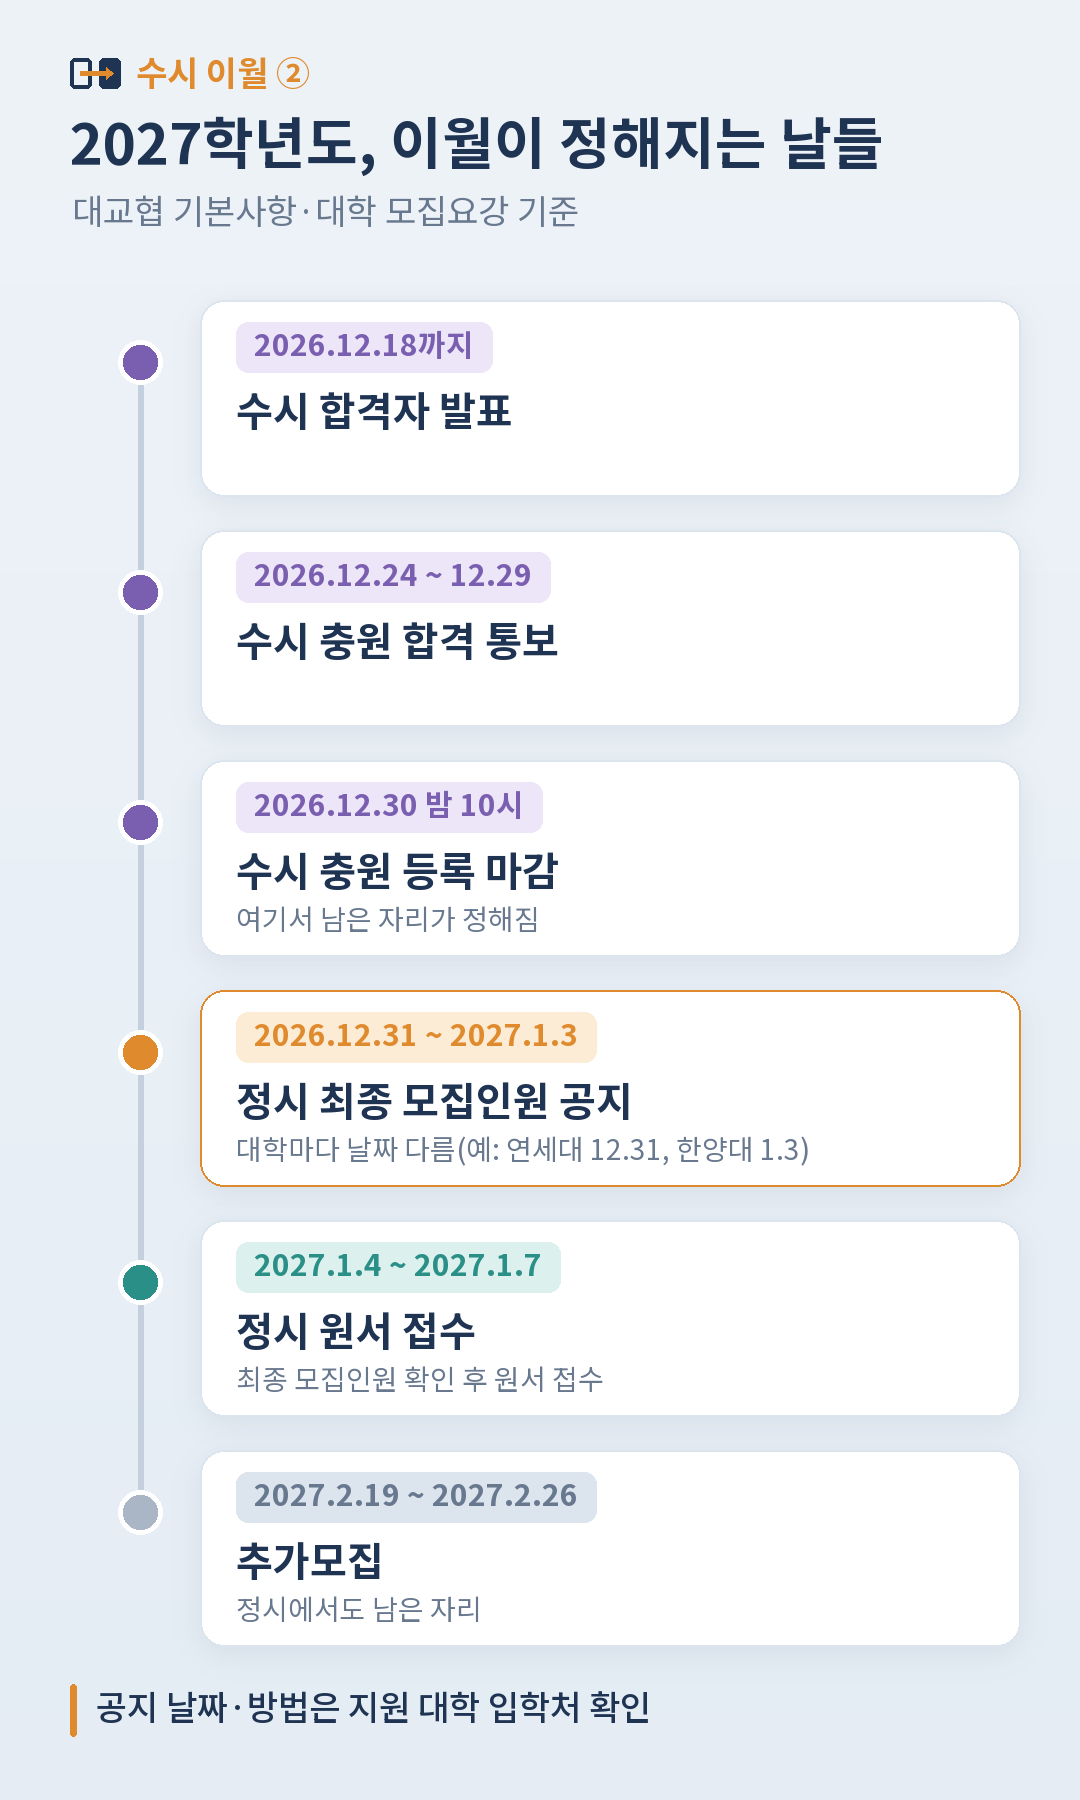 수시 이월 ②
2027학년도, 이월이 정해지는 날들
대교협 기본사항·대학 모집요강 기준
2026.12.18까지
수시 합격자 발표
2026.12.24 ~ 12.29
수시 충원 합격 통보
2026.12.30 밤 10시
수시 충원 등록 마감
여기서 남은 자리가 정해짐
2026.12.31 ~ 2027.1.3
정시 최종 모집인원 공지
대학마다 날짜 다름(예: 연세대 12.31, 한양대 1.3)
2027.1.4 ~ 2027.1.7
정시 원서 접수
최종 모집인원 확인 후 원서 접수
2027.2.19 ~ 2027.2.26
추가모집
정시에서도 남은 자리
공지 날짜·방법은 지원 대학 입학처 확인